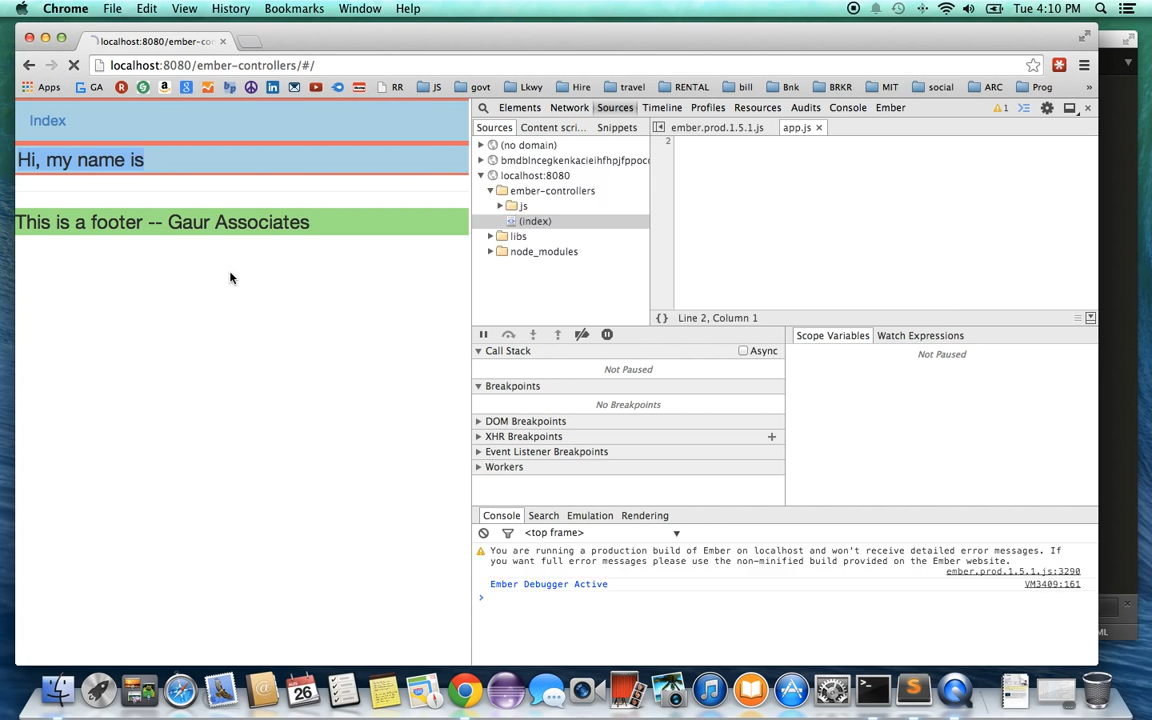 Chrome File Edit View History Bookmarks Window Help Tue 4:10 PM
localhost:8080/ember-co
localhost:8080/ember-controllers/#/
Apps GA RR JS govt Lkwy Hire travel RENTAL bill Bnk BRKR MIT social ARC Prog »
Index
Hi, my name is
This is a footer -- Gaur Associates
Elements Network Sources Timeline Profiles Resources Audits Console Ember 1
Sources Content scri... Snippets
ember.prod.1.5.1.js app.js
(no domain)
localhost:8080
ember-controllers
js
(index)
libs
node_modules
2
{} Line 2, Column 1
Call Stack Async
Not Paused
Breakpoints
No Breakpoints
DOM Breakpoints
XHR Breakpoints
Event Listener Breakpoints
Workers
Scope Variables Watch Expressions
Not Paused
Console Search Emulation Rendering
<top frame>
You are running a production build of Ember on localhost and won't receive detailed error messages. If
you want full error messages please use the non-minified build provided on the Ember website.
ember.prod.1.5.1.js:3290
Ember Debugger Active VM3409:161
ML
AUG
26